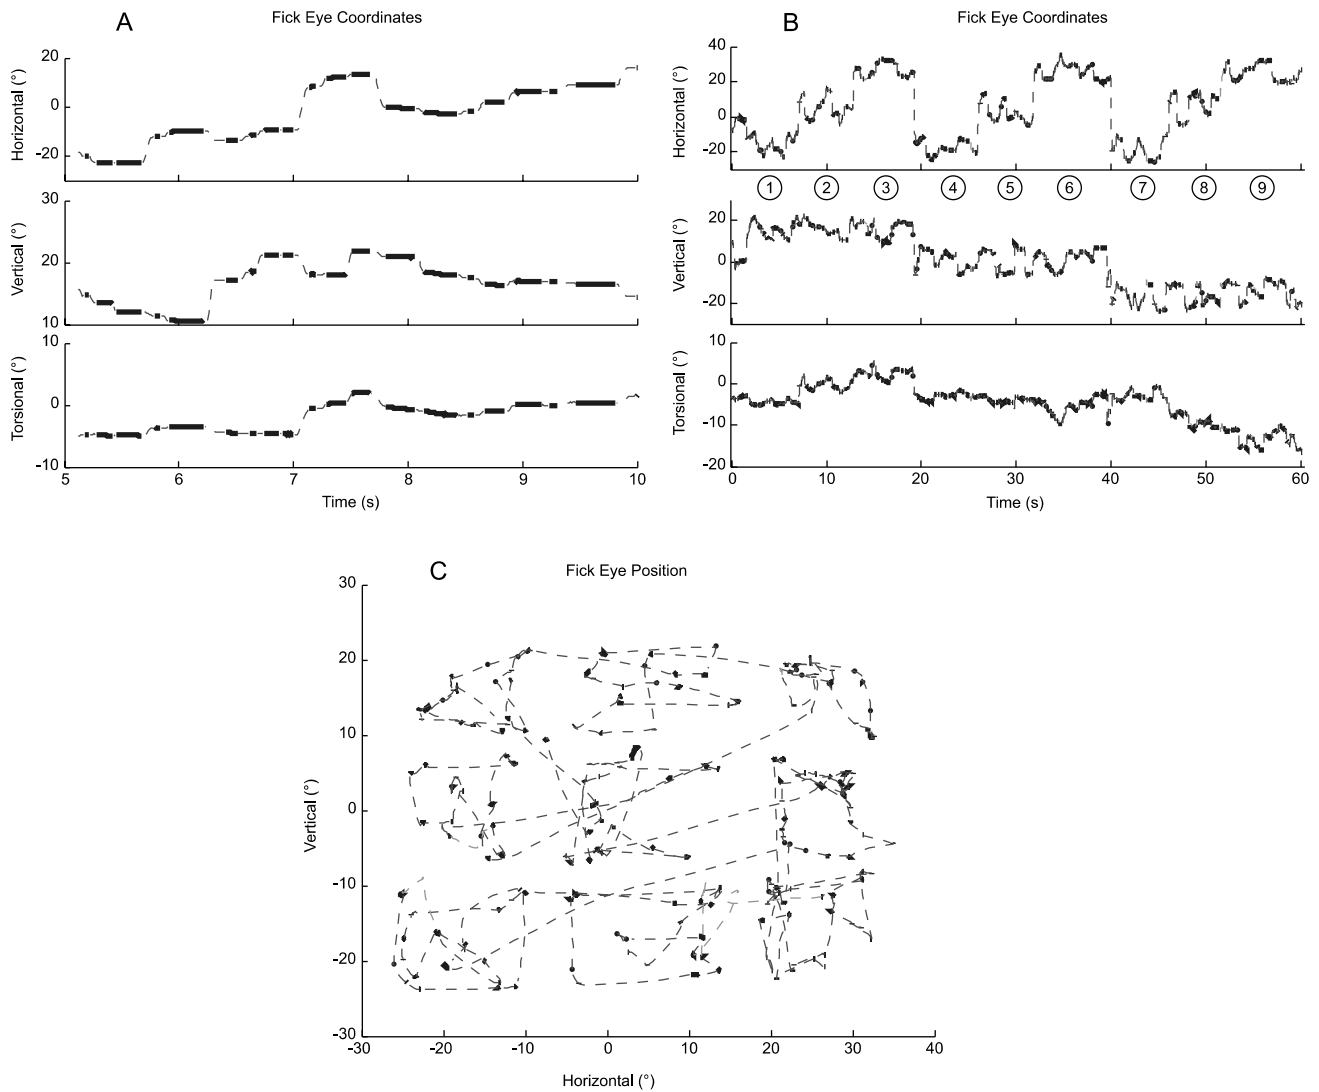 A
Fick Eye Coordinates
Horizontal (°)
20
0
-20
Vertical (°)
30
20
10
Torsional (°)
10
0
-10
5 6 7 8 9 10
Time (s)
B
Fick Eye Coordinates
Horizontal (°)
40
20
0
-20
1 2 3 4 5 6 7 8 9
Vertical (°)
20
0
-20
Torsional (°)
10
0
-10
-20
0 10 20 30 40 50 60
Time (s)
C
Fick Eye Position
Vertical (°)
30
20
10
0
-10
-20
-30
-30 -20 -10 0 10 20 30 40
Horizontal (°)